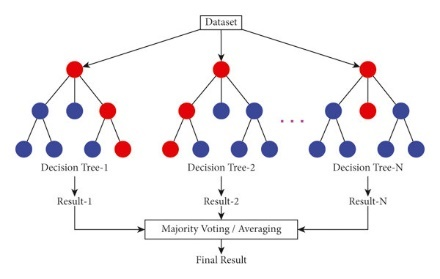 Dataset
Decision Tree-1
Decision Tree-2
Decision Tree-N
Result-1
Result-2
Result-N
Majority Voting / Averaging
Final Result